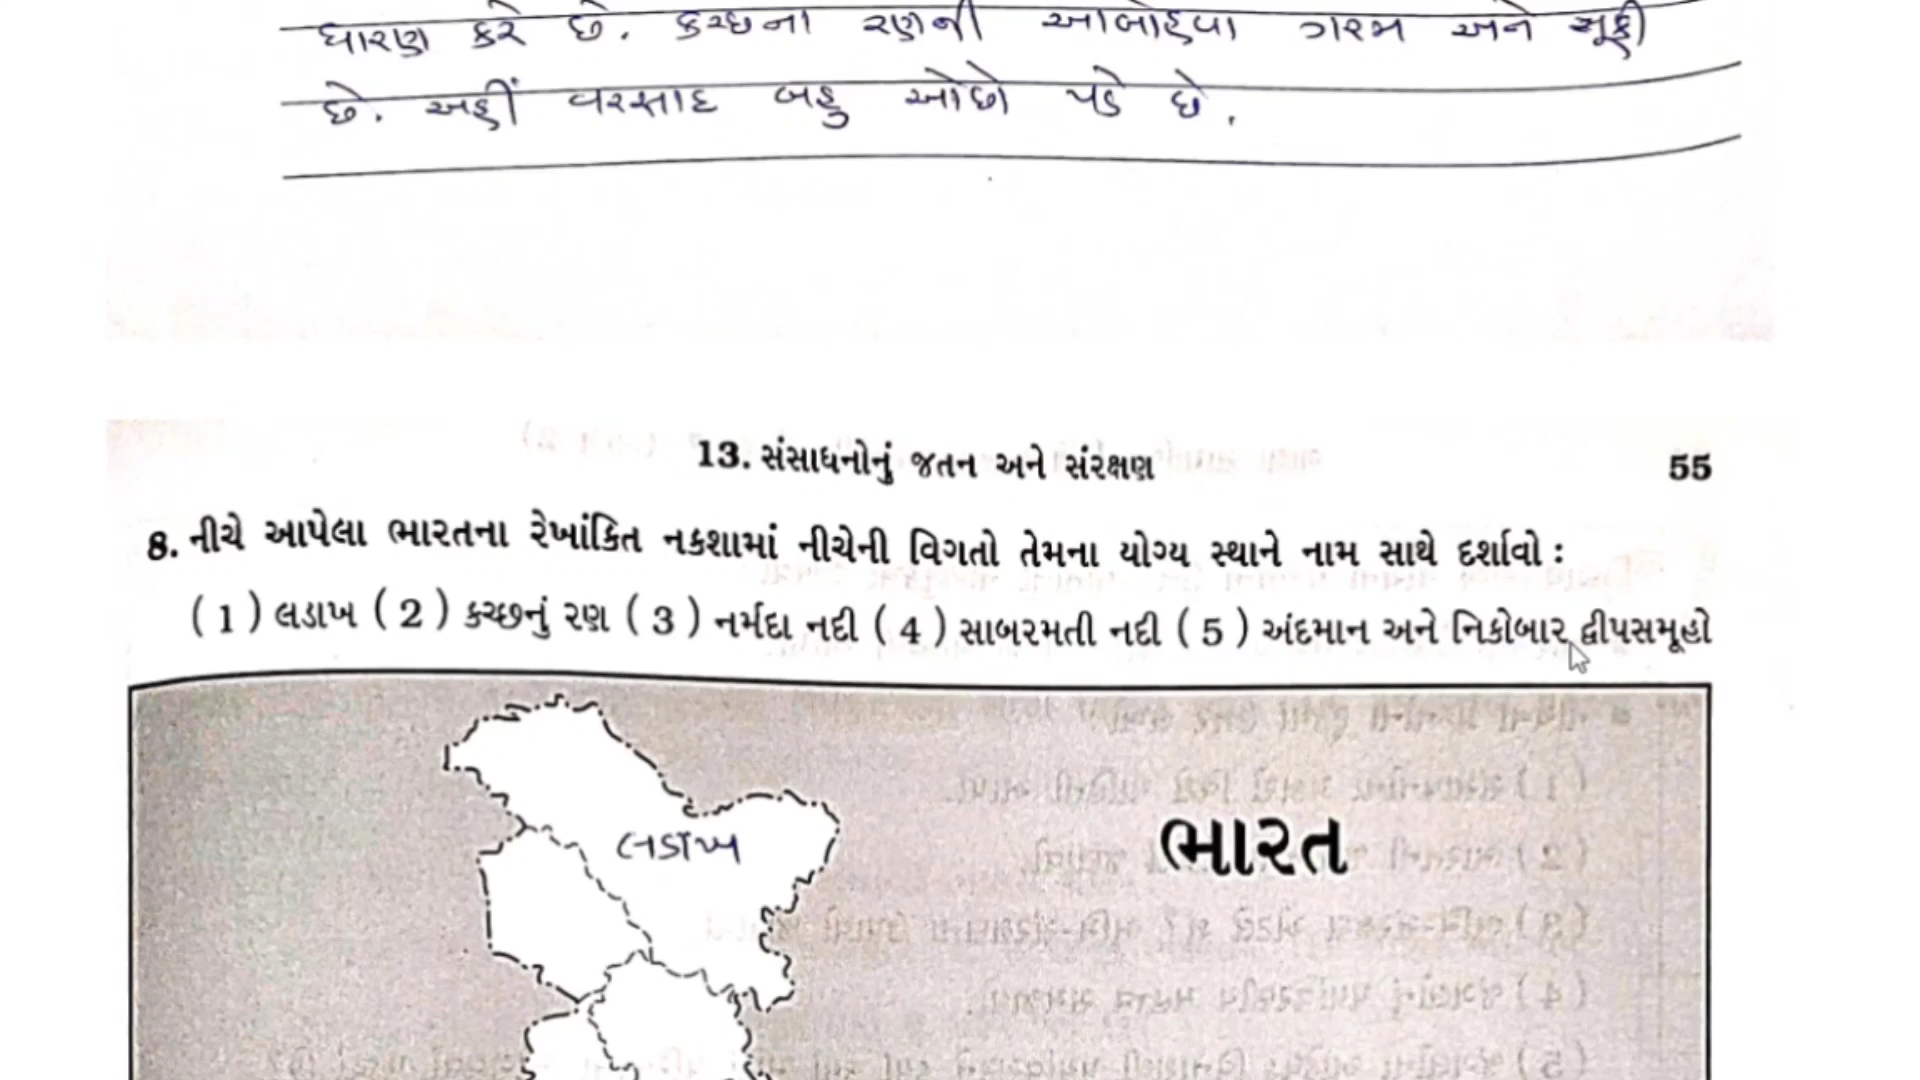 ધારણ કરે છે. કચ્છના રણની આબોહવા ગરમ અને સૂકી
છે. અહીં વરસાદ બહુ ઓછો પડે છે.
13. સંસાધનોનું જતન અને સંરક્ષણ 55
8. નીચે આપેલા ભારતના રેખાંકિત નકશામાં નીચેની વિગતો તેમના યોગ્ય સ્થાને નામ સાથે દર્શાવો :
(1) લડાખ (2) કચ્છનું રણ (3) નર્મદા નદી (4) સાબરમતી નદી (5) અંદમાન અને નિકોબાર દ્વીપસમૂહો
ભારત
લડાખ